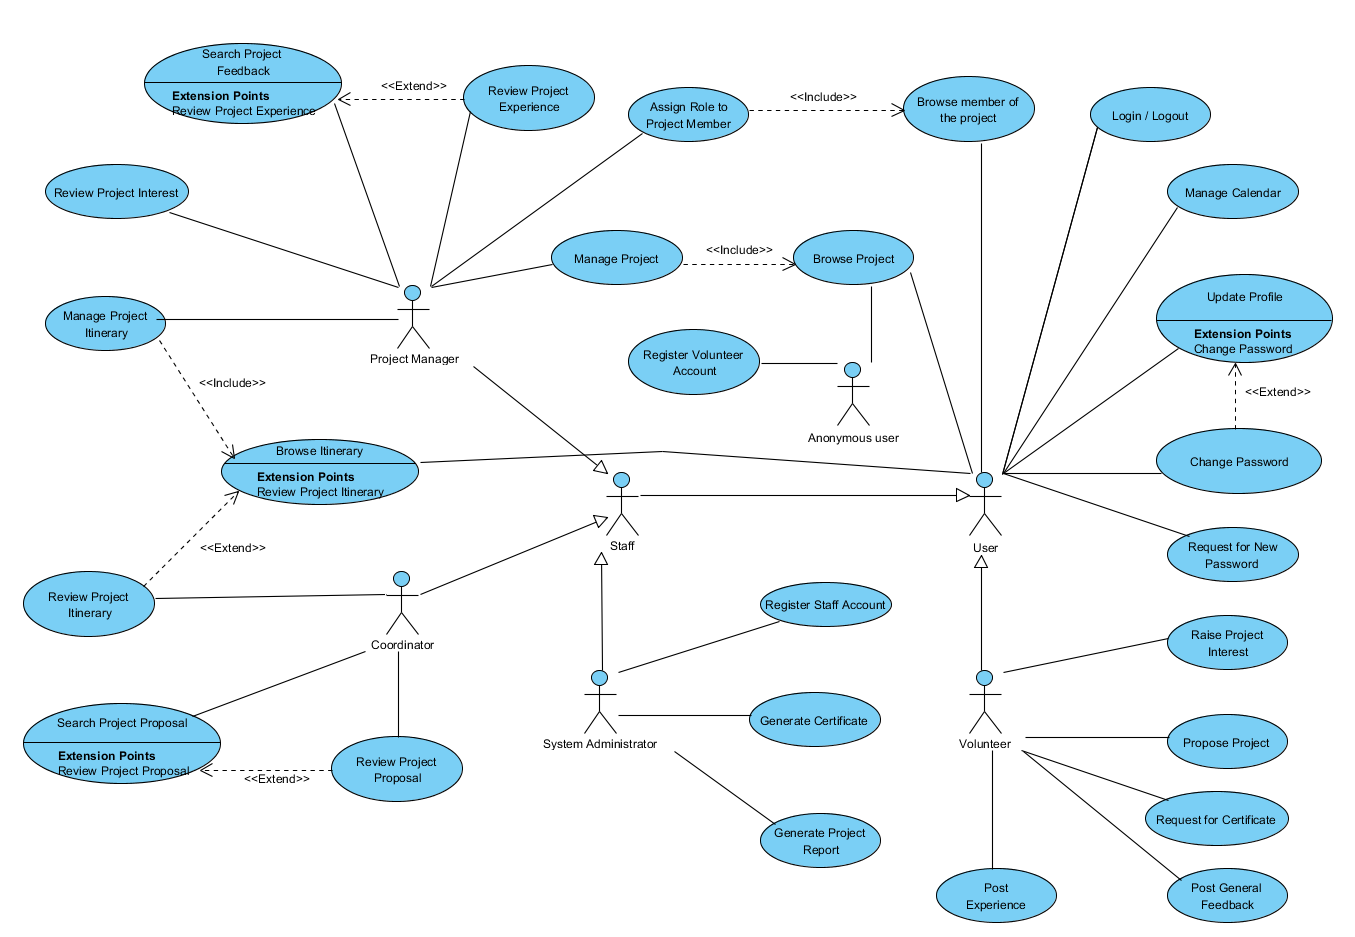 Search Project
Feedback
Extension Points
Review Project Experience
<<Extend>>
Review Project
Experience
Assign Role to
Project Member
<<Include>>
Browse member of
the project
Login / Logout
Review Project Interest
Manage Calendar
Manage Project
<<Include>>
Browse Project
Update Profile
Extension Points
Change Password
<<Extend>>
Change Password
Manage Project
Itinerary
Project Manager
Register Volunteer
Account
Anonymous user
<<Include>>
Browse Itinerary
Extension Points
Review Project Itinerary
<<Extend>>
Staff
User
Request for New
Password
Review Project
Itinerary
Coordinator
Register Staff Account
Raise Project
Interest
Search Project Proposal
Extension Points
Review Project Proposal
<<Extend>>
Review Project
Proposal
System Administrator
Generate Certificate
Volunteer
Propose Project
Generate Project
Report
Request for Certificate
Post
Experience
Post General
Feedback